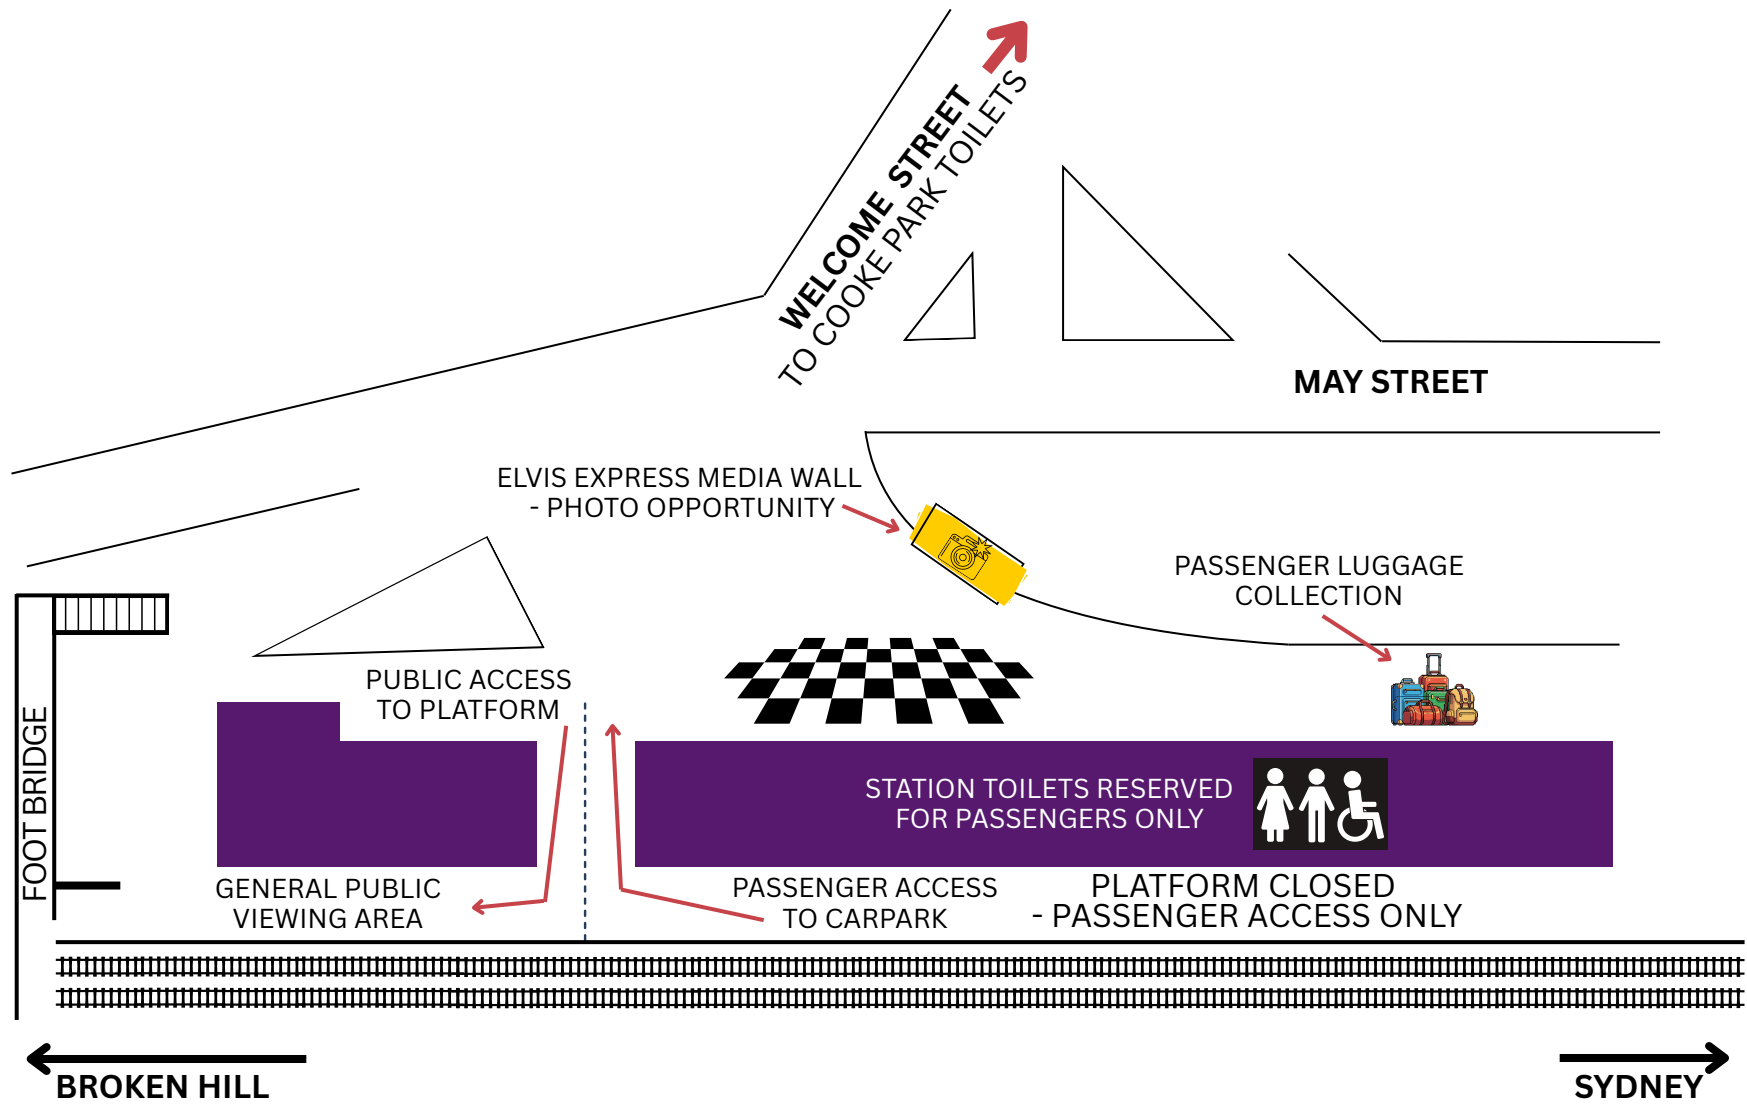 WELCOME STREET
TO COOKE PARK TOILETS
MAY STREET
ELVIS EXPRESS MEDIA WALL
- PHOTO OPPORTUNITY
PASSENGER LUGGAGE
COLLECTION
PUBLIC ACCESS
TO PLATFORM
FOOT BRIDGE
STATION TOILETS RESERVED
FOR PASSENGERS ONLY
GENERAL PUBLIC
VIEWING AREA
PASSENGER ACCESS
TO CARPARK
PLATFORM CLOSED
- PASSENGER ACCESS ONLY
BROKEN HILL
SYDNEY